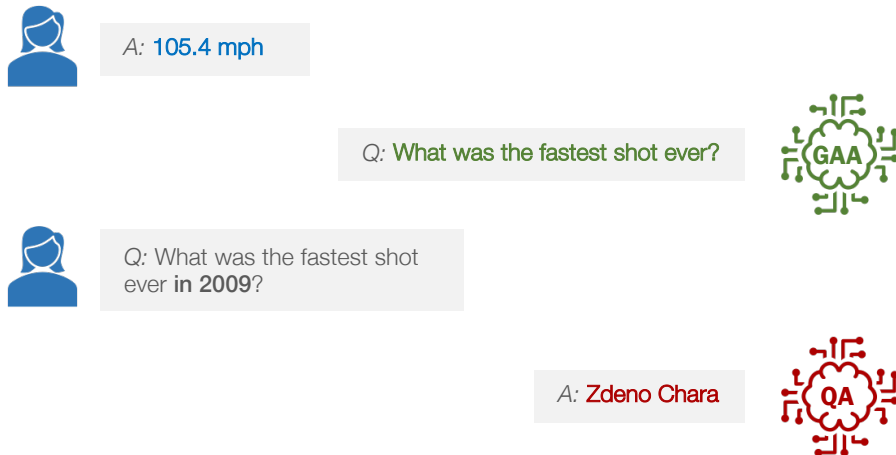 A: 105.4 mph
Q: What was the fastest shot ever?
GAA
Q: What was the fastest shot
ever in 2009?
A: Zdeno Chara
QA